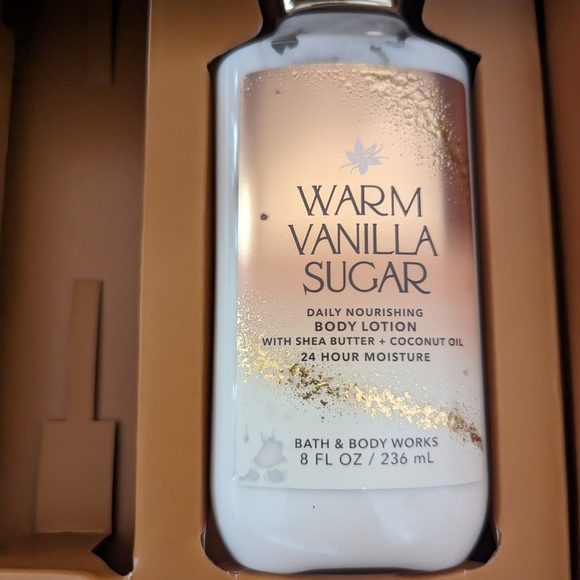 WARM
VANILLA
SUGAR
DAILY NOURISHING
BODY LOTION
WITH SHEA BUTTER + COCONUT OIL
24 HOUR MOISTURE
BATH & BODY WORKS
8 FL OZ / 236 mL